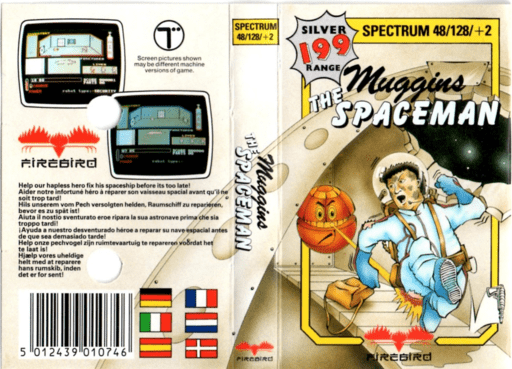 Screen pictures shown
may be different machine
versions of game.
FIREBIRD
Help our hapless hero fix his spaceship before its too late!
Aider notre infortuné héro à réparer son vaisseau spacial avant qu'il ne
soit trop tard!
Hils unserem vom Pech versolgten helden, Raumschiff zu reparieren,
bevor es zu spät ist!
Aiuta il nostro sventurato eroe ripara la sua astronave prima che sia
troppo tardi!
¡Ayuda a nuestro desventurado héroe a reparar su nave espacial antes
de que sea demasiado tarde!
Help onze pechvogel zijn ruimtevaartuig te repareren voordat het
te laat is!
Hjælp vores uheldige
helt med at reparere
hans rumskib, inden
det er for sent!
5 012439 010746
SPECTRUM
48/128/+2
Muggins
THE SPACEMAN
FIREBIRD
SILVER
199
RANGE
SPECTRUM 48/128/+2
Muggins
THE SPACEMAN
FIREBIRD